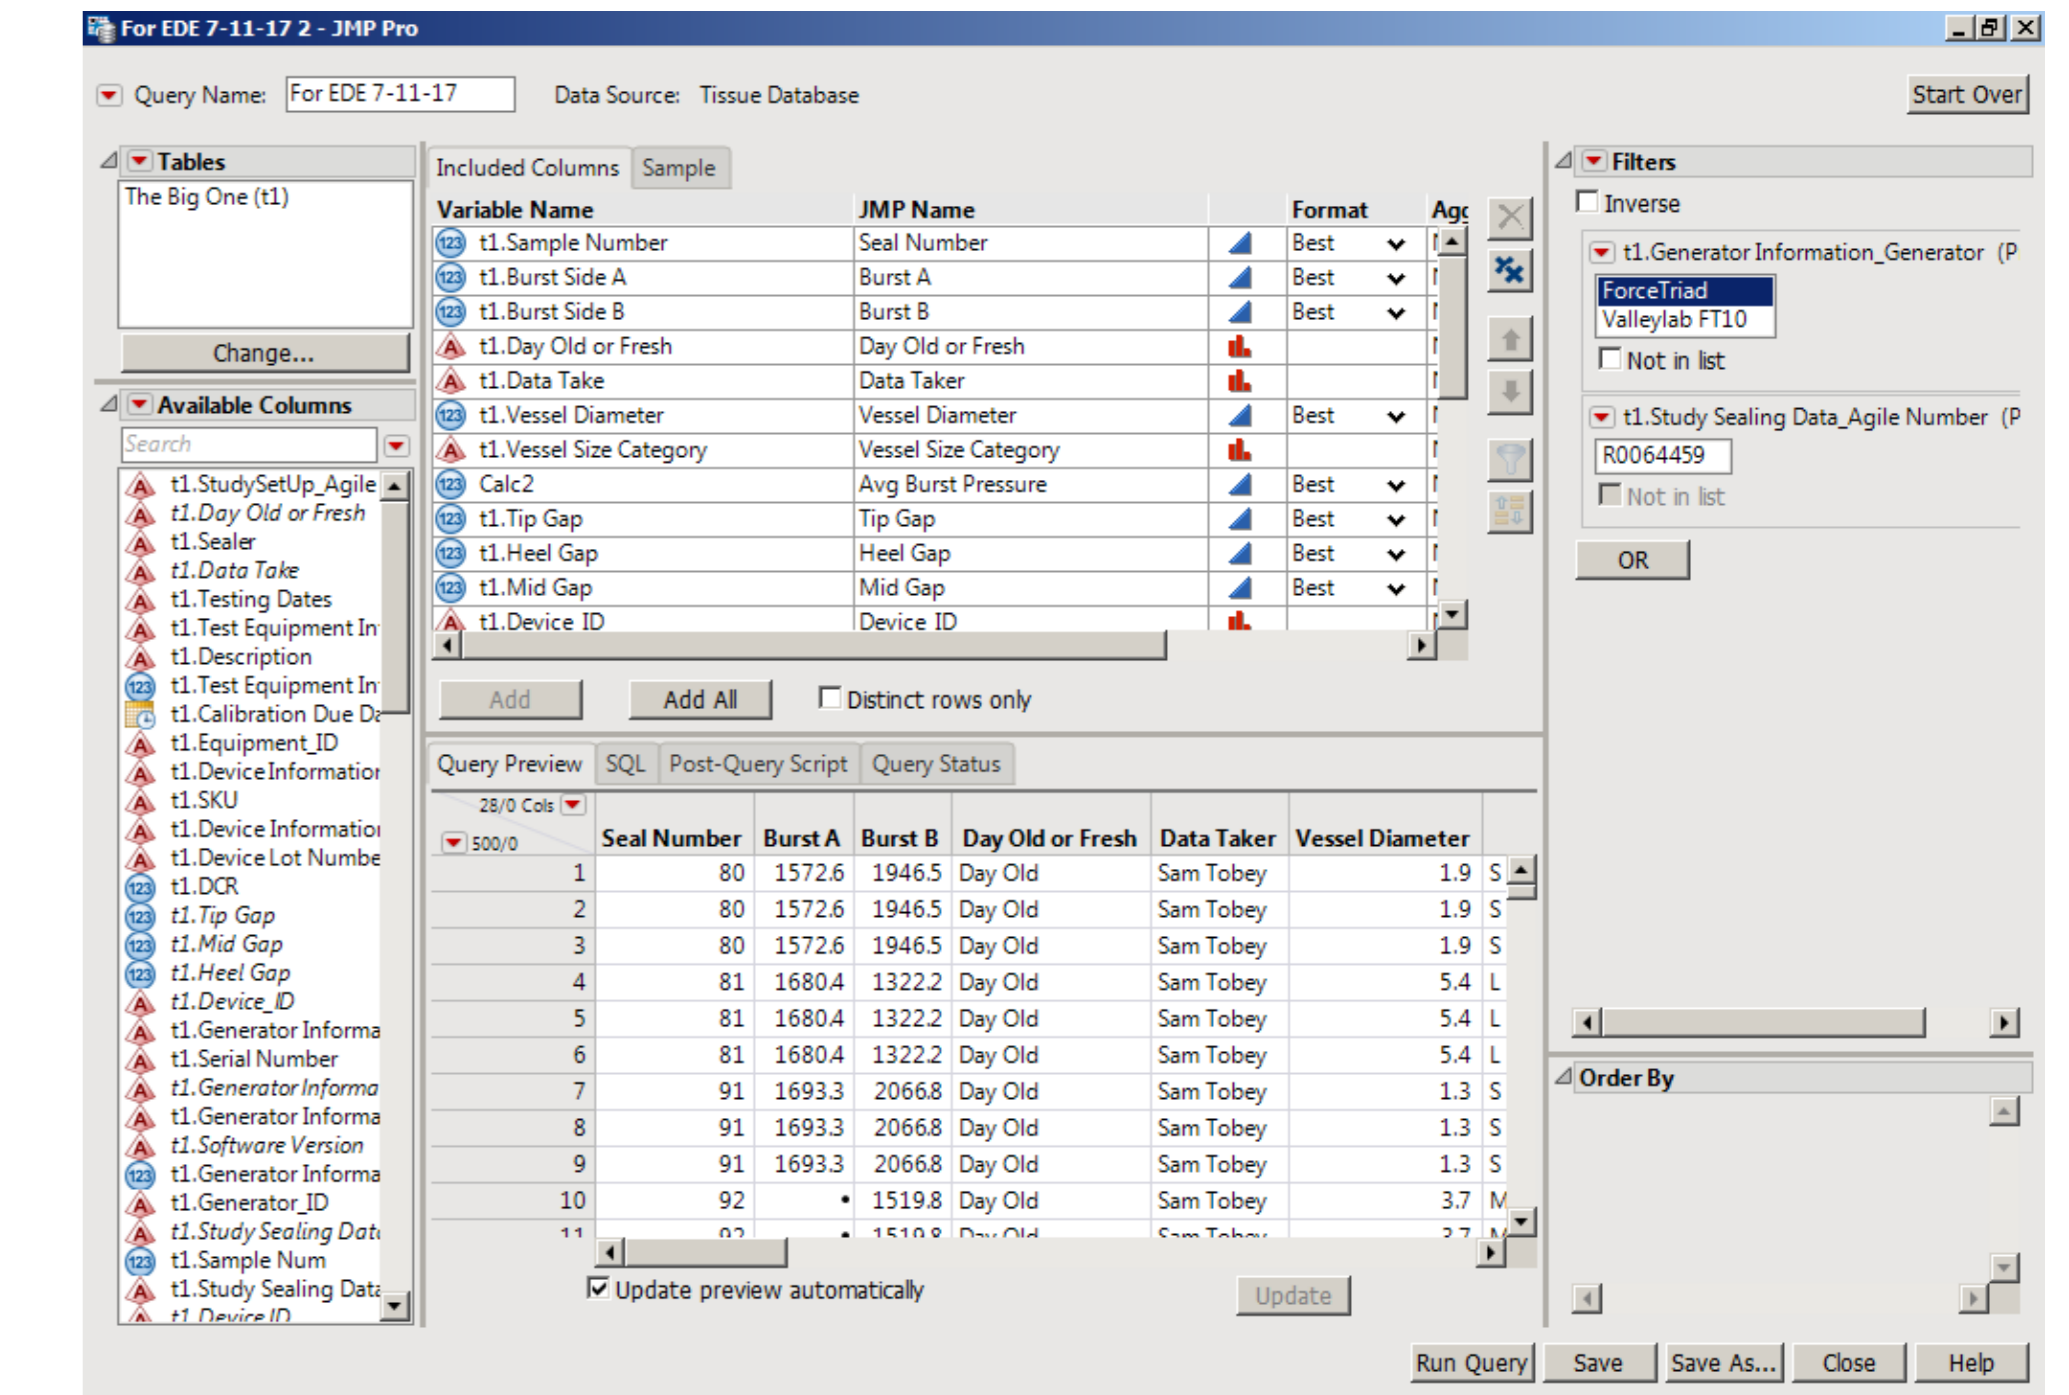 For EDE 7-11-17 2 - JMP Pro
Query Name: For EDE 7-11-17 Data Source: Tissue Database Start Over
Tables
The Big One (t1)
Change...
Available Columns
Search
t1.StudySetUp_Agile
t1.Day Old or Fresh
t1.Sealer
t1.Data Take
t1.Testing Dates
t1.Test Equipment In
t1.Description
t1.Test Equipment In
t1.Calibration Due Da
t1.Equipment_ID
t1.Device Information
t1.SKU
t1.Device Information
t1.Device Lot Numbe
t1.DCR
t1.Tip Gap
t1.Mid Gap
t1.Heel Gap
t1.Device_ID
t1.Generator Informa
t1.Serial Number
t1.Generator Informa
t1.Generator Informa
t1.Software Version
t1.Generator Informa
t1.Generator_ID
t1.Study Sealing Data
t1.Sample Num
t1.Study Sealing Data
t1.Device ID
Included Columns Sample
Variable Name JMP Name Format Agg
t1.Sample Number Seal Number Best
t1.Burst Side A Burst A Best
t1.Burst Side B Burst B Best
t1.Day Old or Fresh Day Old or Fresh
t1.Data Take Data Taker
t1.Vessel Diameter Vessel Diameter Best
t1.Vessel Size Category Vessel Size Category
Calc2 Avg Burst Pressure Best
t1.Tip Gap Tip Gap Best
t1.Heel Gap Heel Gap Best
t1.Mid Gap Mid Gap Best
t1.Device ID Device ID
Add Add All Distinct rows only
Query Preview SQL Post-Query Script Query Status
28/0 Cols
500/0 Seal Number Burst A Burst B Day Old or Fresh Data Taker Vessel Diameter
1 80 1572.6 1946.5 Day Old Sam Tobey 1.9 S
2 80 1572.6 1946.5 Day Old Sam Tobey 1.9 S
3 80 1572.6 1946.5 Day Old Sam Tobey 1.9 S
4 81 1680.4 1322.2 Day Old Sam Tobey 5.4 L
5 81 1680.4 1322.2 Day Old Sam Tobey 5.4 L
6 81 1680.4 1322.2 Day Old Sam Tobey 5.4 L
7 91 1693.3 2066.8 Day Old Sam Tobey 1.3 S
8 91 1693.3 2066.8 Day Old Sam Tobey 1.3 S
9 91 1693.3 2066.8 Day Old Sam Tobey 1.3 S
10 92 • 1519.8 Day Old Sam Tobey 3.7 M
11 92 • 1519.8 Day Old Sam Tobey 3.7 M
Update preview automatically Update
Filters
Inverse
t1.Generator Information_Generator (P
ForceTriad
Valleylab FT10
Not in list
t1.Study Sealing Data_Agile Number (P
R0064459
Not in list
OR
Order By
Run Query Save Save As... Close Help